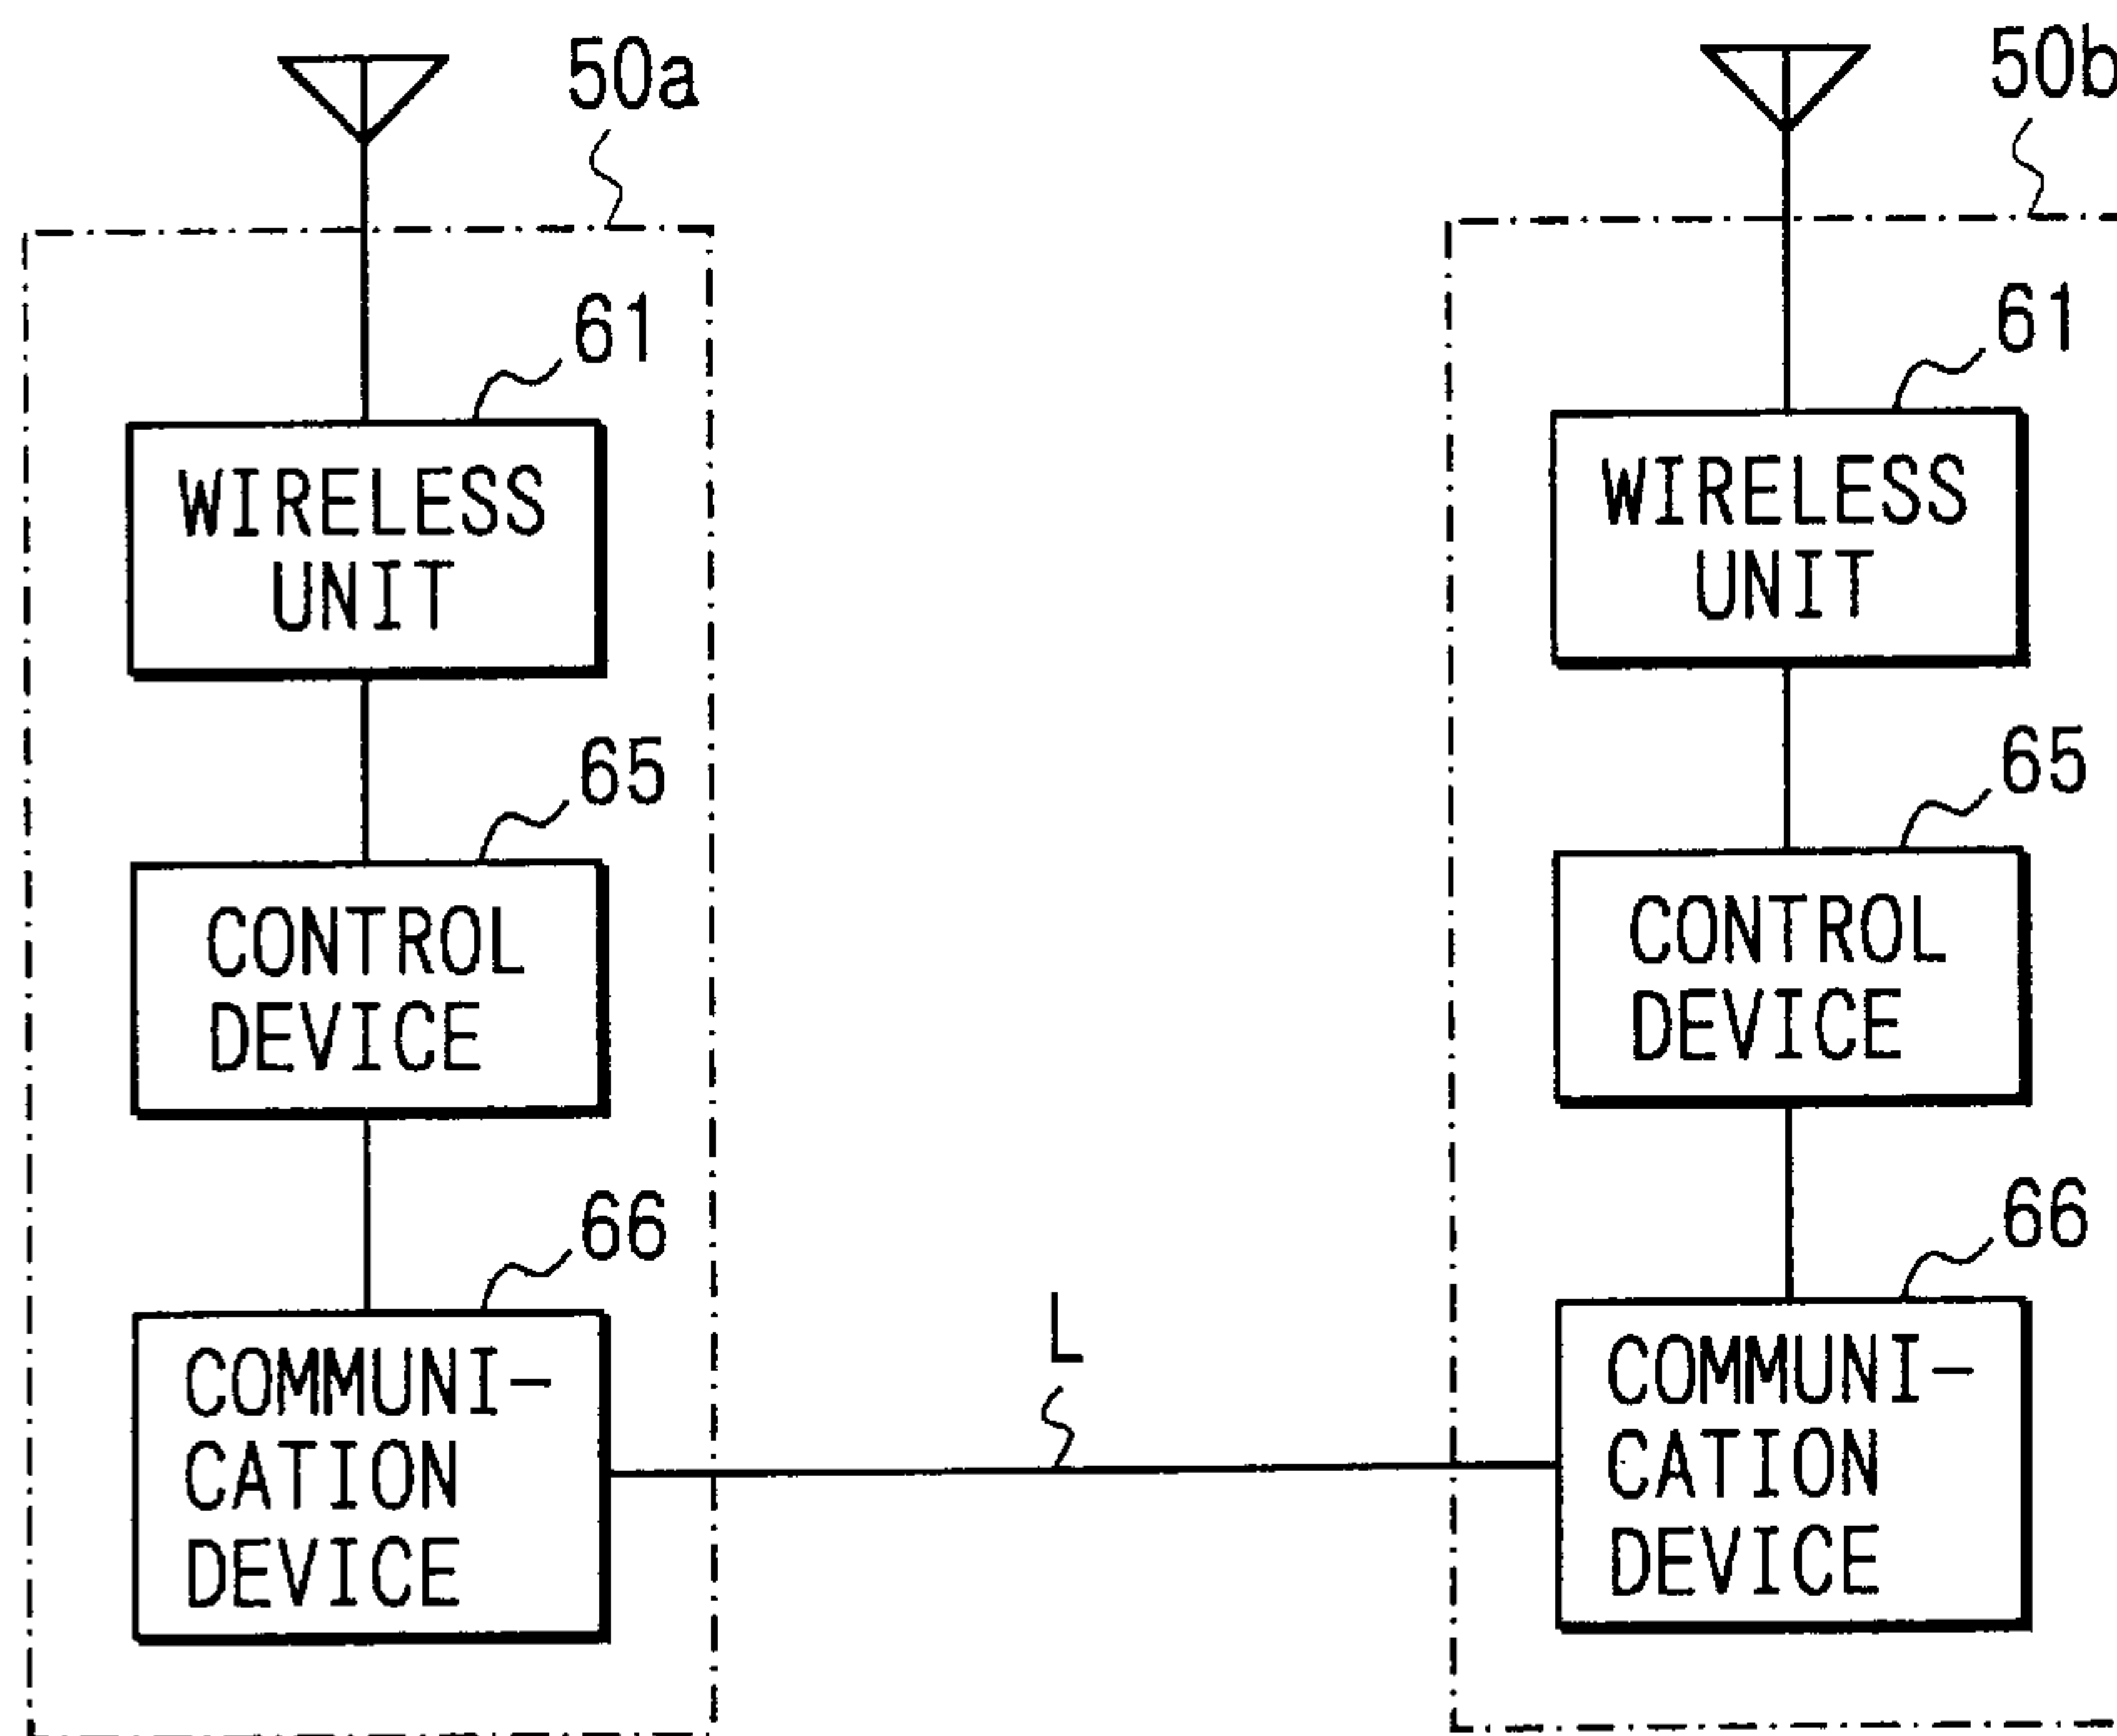 50a
61
WIRELESS
UNIT
65
CONTROL
DEVICE
66
COMMUNI-
CATION
DEVICE
L
50b
61
WIRELESS
UNIT
65
CONTROL
DEVICE
66
COMMUNI-
CATION
DEVICE